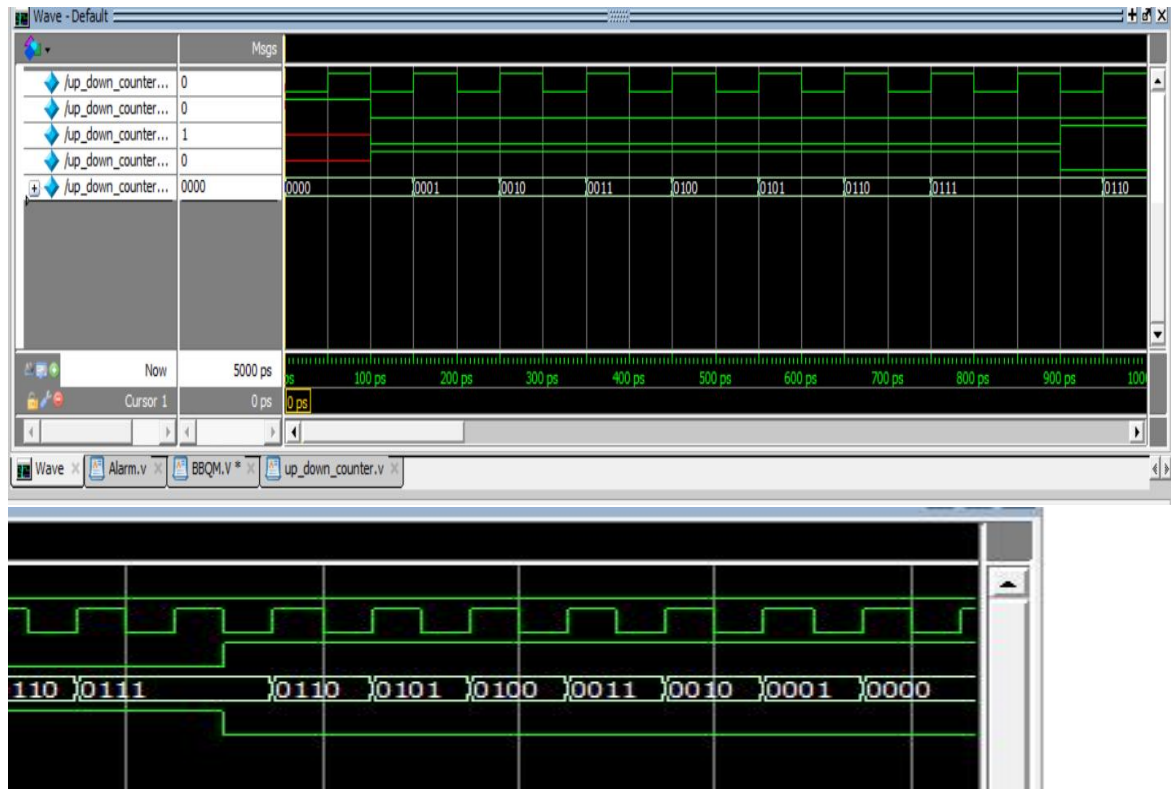 Wave - Default
Msgs
/up_down_counter... 0
/up_down_counter... 0
/up_down_counter... 1
/up_down_counter... 0
/up_down_counter... 0000 0000 0001 0010 0011 0100 0101 0110 0111 0110
Now 5000 ps ps 100 ps 200 ps 300 ps 400 ps 500 ps 600 ps 700 ps 800 ps 900 ps 100
Cursor 1 0 ps 0 ps
Wave Alarm.v BBQM.V * up_down_counter.v
110 0111 0110 0101 0100 0011 0010 0001 0000